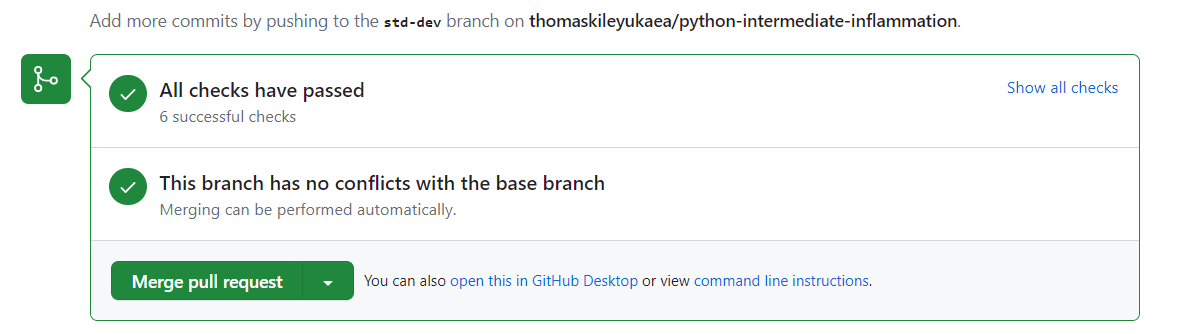 Add more commits by pushing to the std-dev branch on thomaskileyukaea/python-intermediate-inflammation.
All checks have passed
Show all checks
6 successful checks
This branch has no conflicts with the base branch
Merging can be performed automatically.
Merge pull request
You can also open this in GitHub Desktop or view command line instructions.